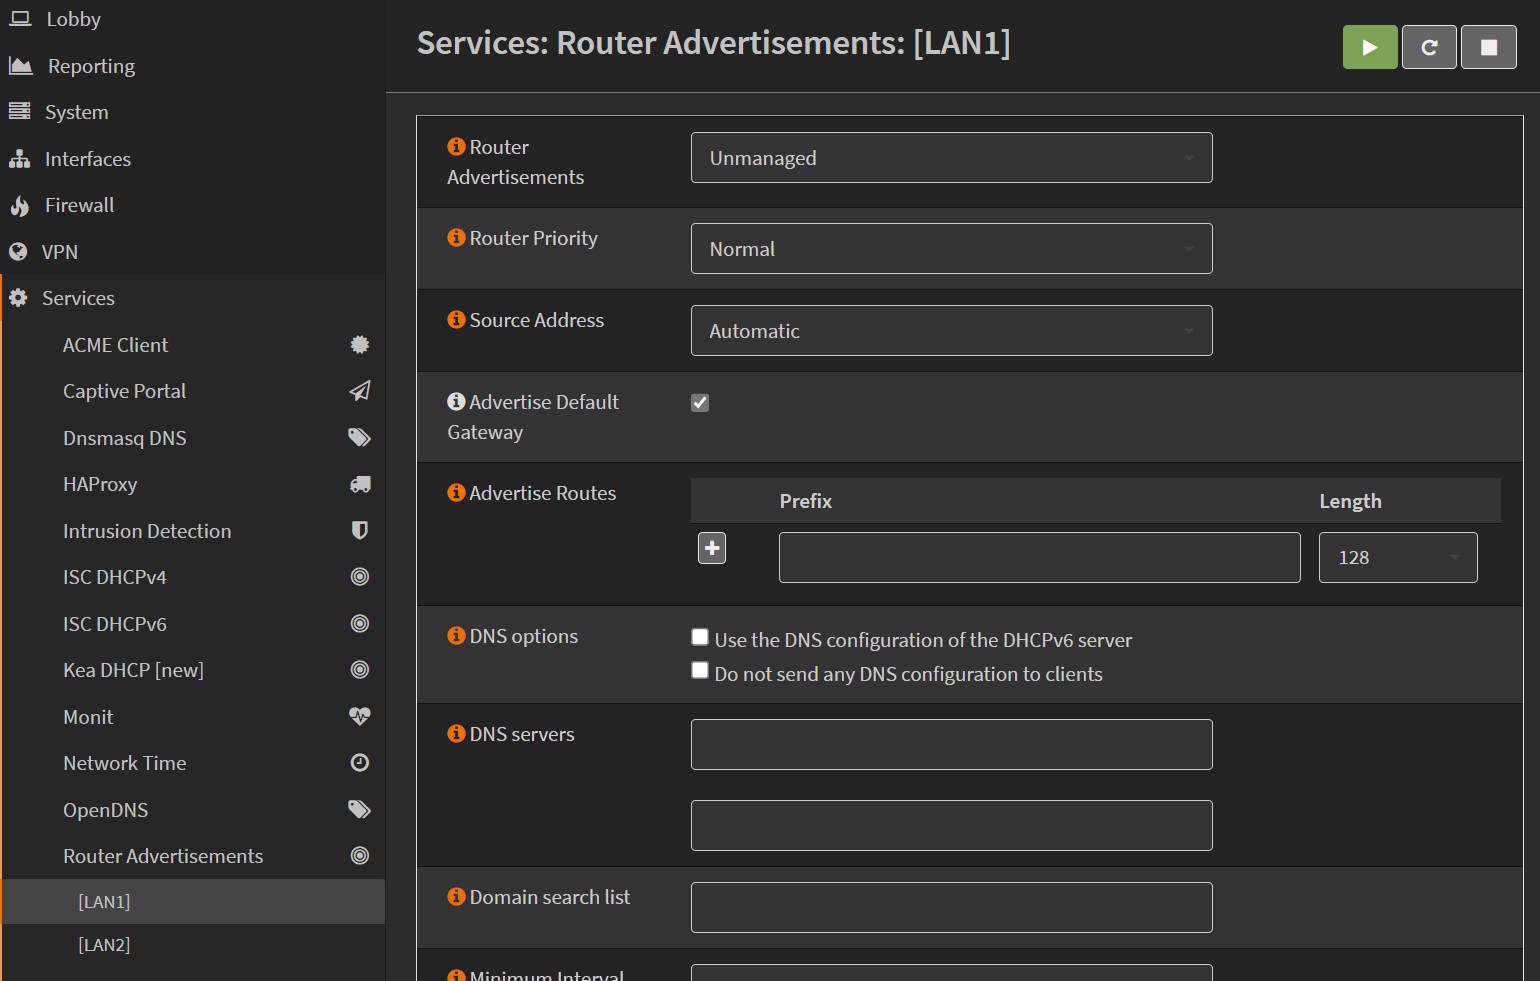 Lobby
Reporting
System
Interfaces
Firewall
VPN
Services
ACME Client
Captive Portal
Dnsmasq DNS
HAProxy
Intrusion Detection
ISC DHCPv4
ISC DHCPv6
Kea DHCP [new]
Monit
Network Time
OpenDNS
Router Advertisements
[LAN1]
[LAN2]
Services: Router Advertisements: [LAN1]
Router
Advertisements
Unmanaged
Router Priority
Normal
Source Address
Automatic
Advertise Default
Gateway
Advertise Routes
Prefix Length
128
DNS options
Use the DNS configuration of the DHCPv6 server
Do not send any DNS configuration to clients
DNS servers
Domain search list
Minimum Interval